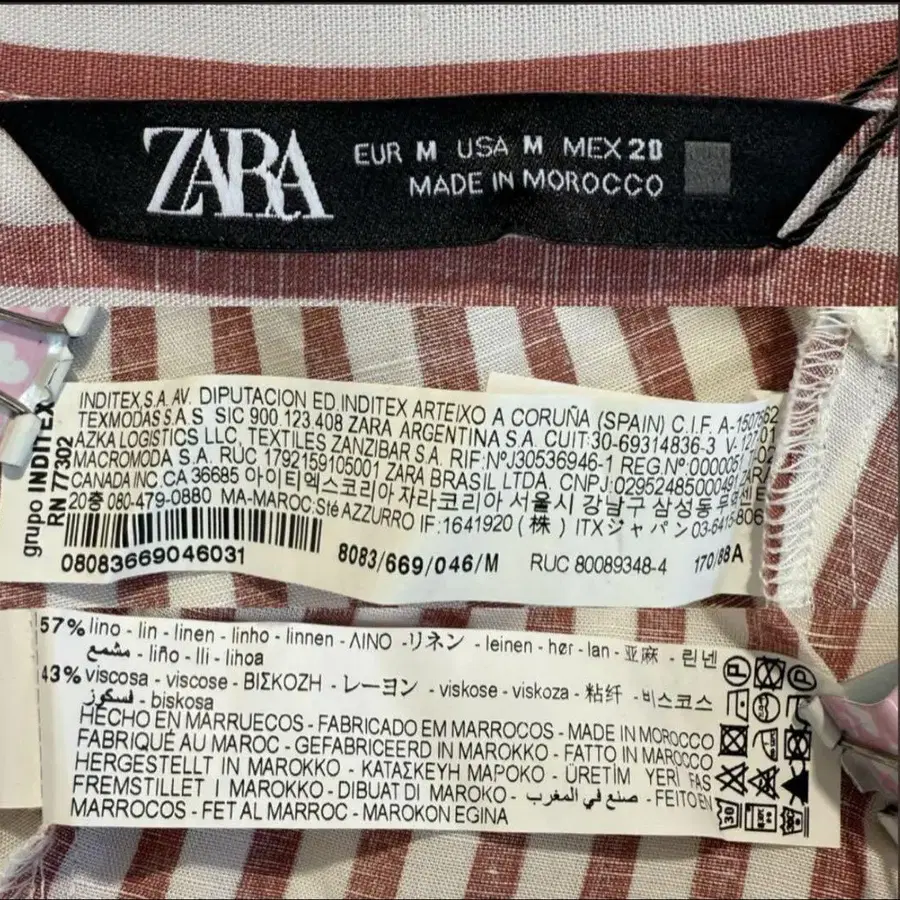 ZARA
EUR M USA M MEX 28
MADE IN MOROCCO
grupo INDITEX
RN 77302
INDITEX,S.A. AV. DIPUTACION ED.INDITEX ARTEIXO A CORUÑA (SPAIN) C.I.F. A-1507562
TEXMODAS S.A.S SIC 900.123.408 ZARA ARGENTINA S.A. CUIT:30-69314836-3 V-12701
AZKA LOGISTICS LLC, TEXTILES ZANZIBAR S.A. RIF:NºJ30536946-1 REG.Nº:0000057-02
MACROMODA S.A. RUC 1792159105001 ZARA BRASIL LTDA. CNPJ:02952485000491 ZARA
CANADA INC.CA 36685 아이티엑스코리아 자라코리아 서울시 강남구 삼성동 무역센
20층 080-479-0880 MA-MAROC:Sté AZZURRO IF:1641920 (株) ITXジャパン 03-6415-806
08083669046031
8083/669/046/M RUC 80089348-4 170/88A
57% lino - lin - linen - linho - linnen - ΛΙΝΟ - リネン - leinen - hør - lan - 亚麻 - 린넨
مشمع - liño - lli - lihoa
43% viscosa - viscose - ΒΙΣΚΟΖΗ - レーヨン - viskose - viskoza - 粘纤 - 비스코스
فسكوز - biskosa
HECHO EN MARRUECOS - FABRICADO EM MARROCOS - MADE IN MOROCCO
FABRIQUÉ AU MAROC - GEFABRICEERD IN MAROKKO - FATTO IN MAROCCO
HERGESTELLT IN MAROKKO - ΚΑΤΑΣΚΕΥΗ ΜΑΡΟΚΟ - ÜRETİM YERİ FAS
FREMSTILLET I MAROKKO - DIBUAT DI MAROKO - صنع في المغرب - FEITO EN
MARROCOS - FET AL MARROC - MAROKON EGINA